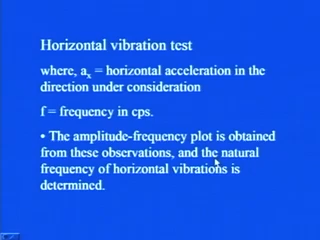 Horizontal vibration test
where, ax = horizontal acceleration in the
direction under consideration
f = frequency in cps.
• The amplitude-frequency plot is obtained
from these observations, and the natural
frequency of horizontal vibrations is
determined.